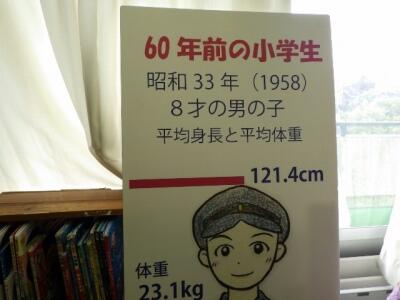 60年前の小学生
昭和33年（1958）
８才の男の子
平均身長と平均体重
121.4cm
体重
23.1kg